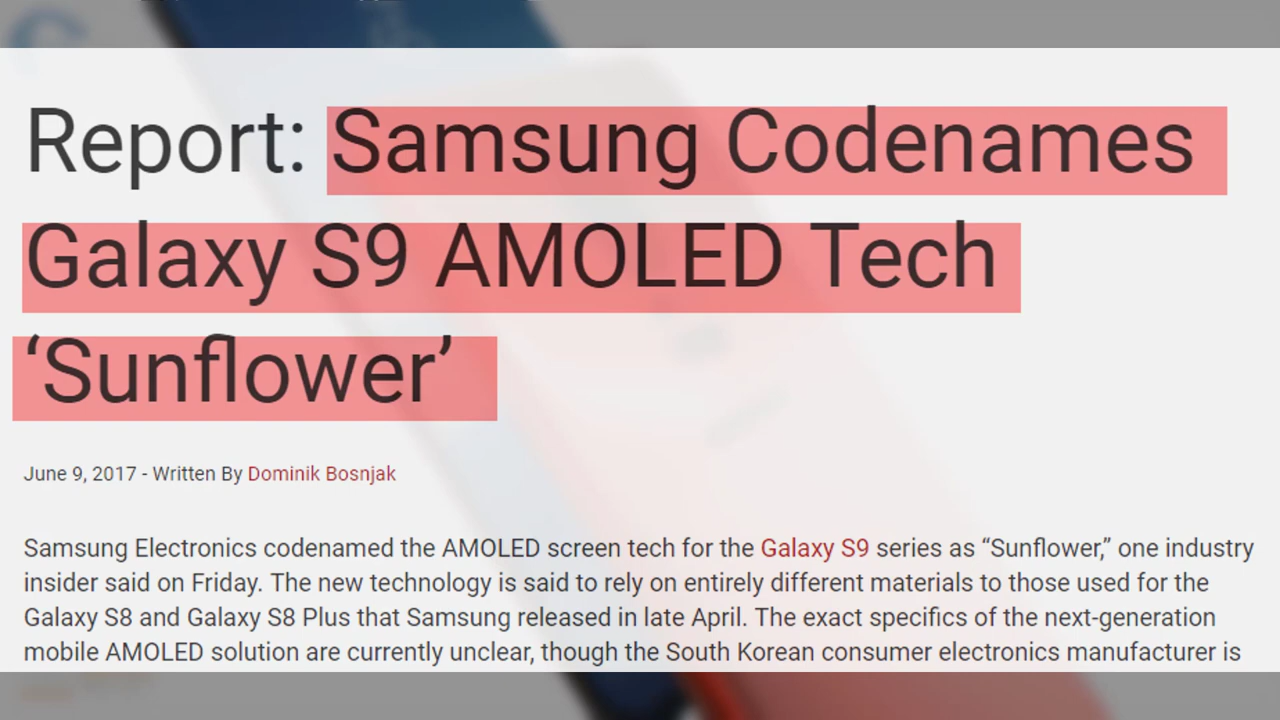 Report: Samsung Codenames
Galaxy S9 AMOLED Tech
‘Sunflower’
June 9, 2017 - Written By Dominik Bosnjak
Samsung Electronics codenamed the AMOLED screen tech for the Galaxy S9 series as “Sunflower,” one industry
insider said on Friday. The new technology is said to rely on entirely different materials to those used for the
Galaxy S8 and Galaxy S8 Plus that Samsung released in late April. The exact specifics of the next-generation
mobile AMOLED solution are currently unclear, though the South Korean consumer electronics manufacturer is